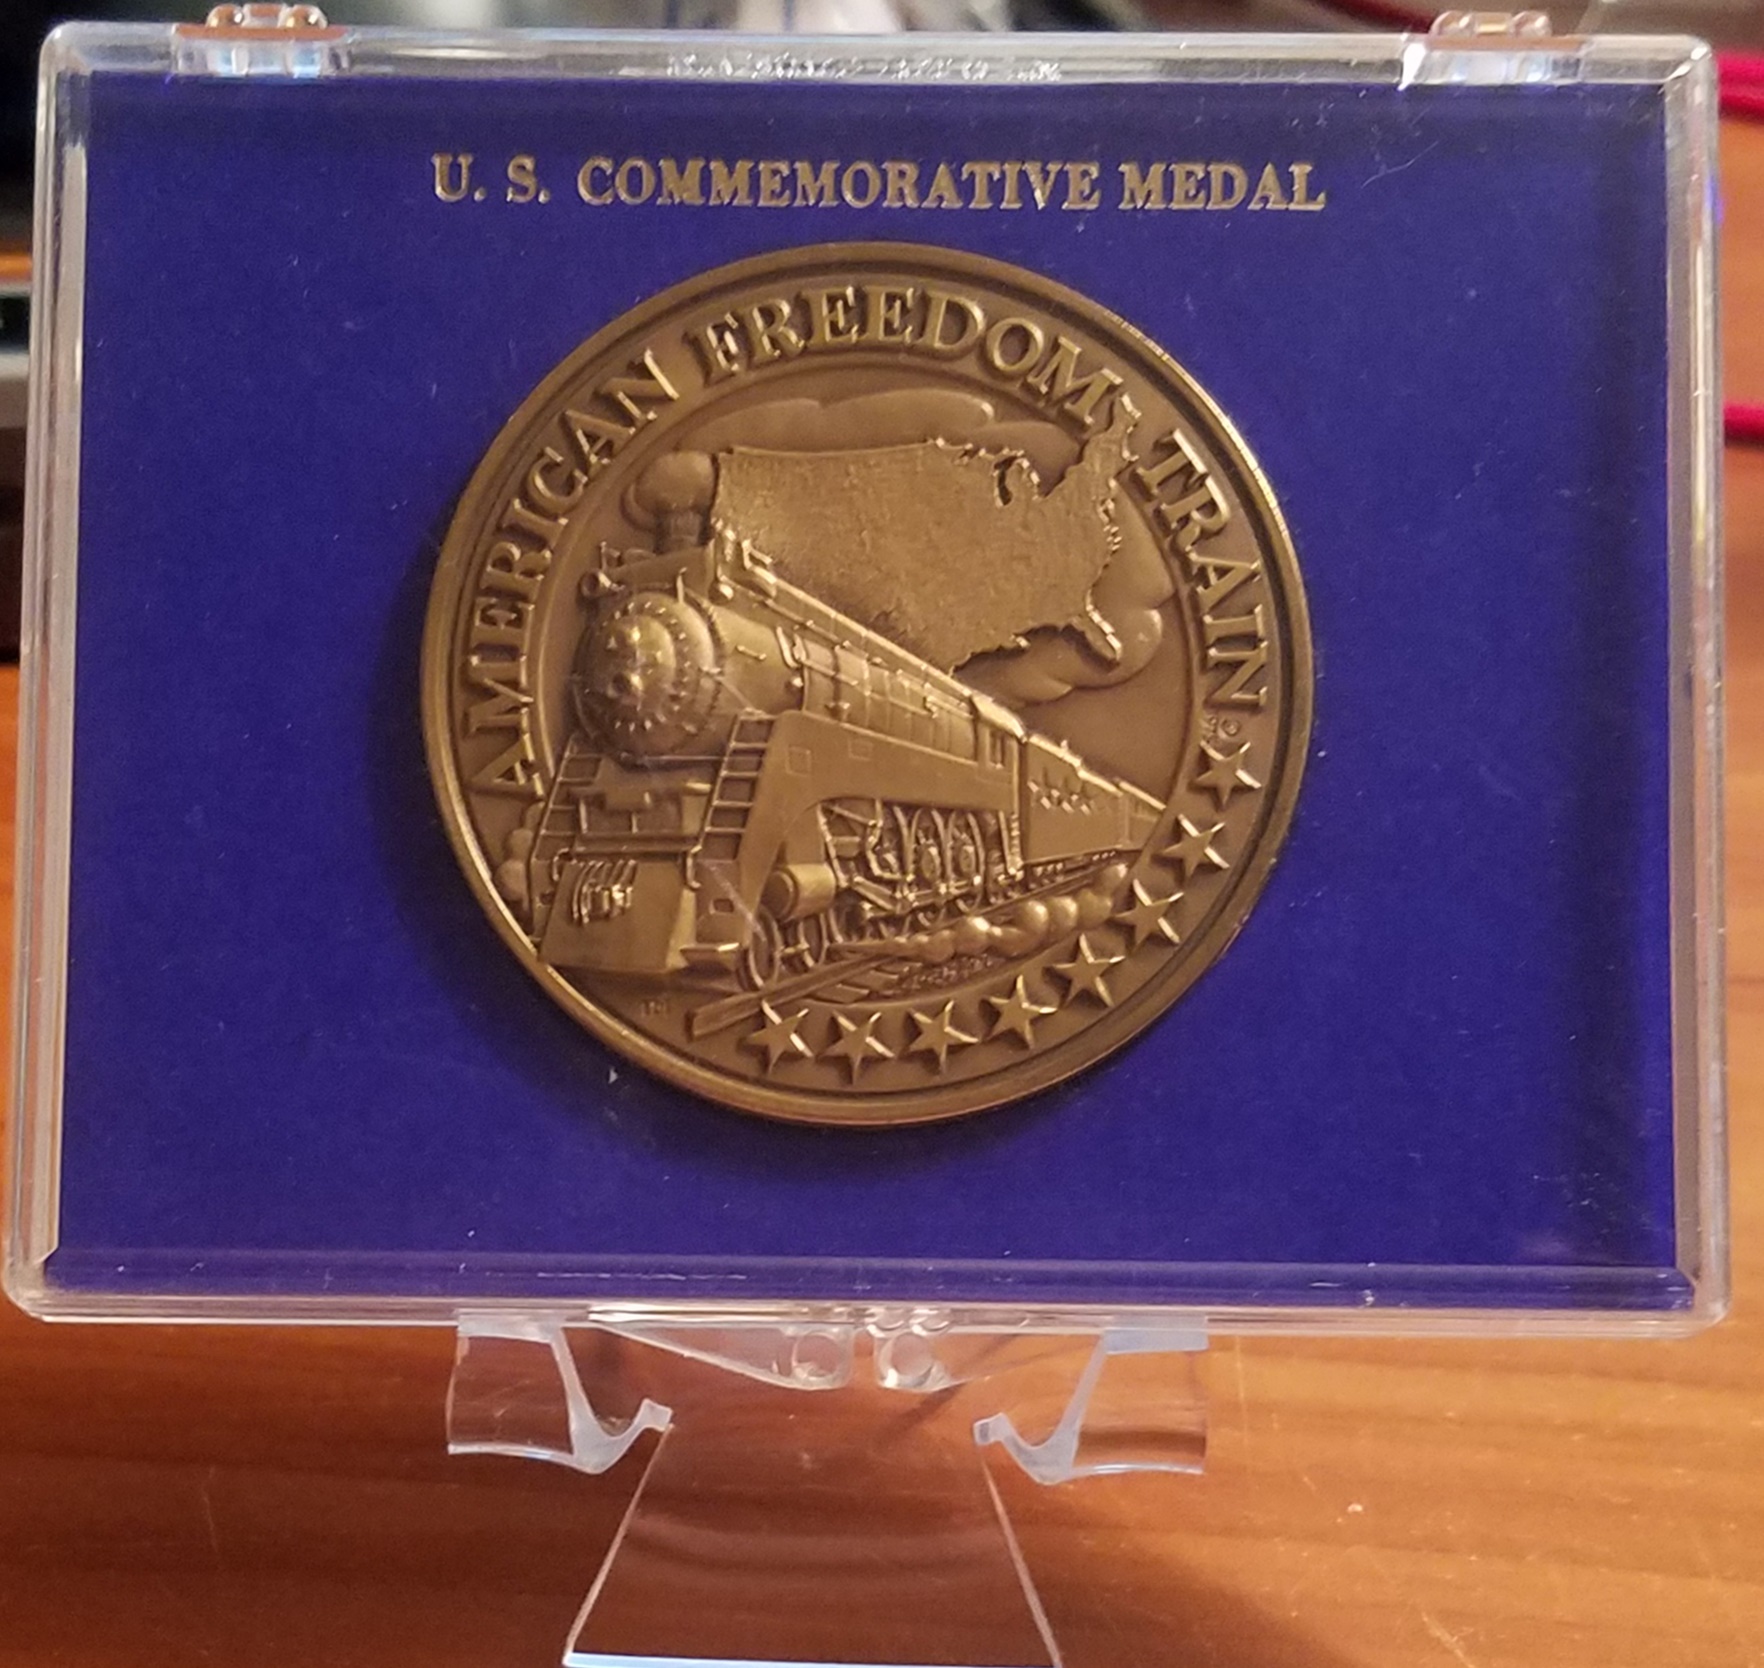 U. S. COMMEMORATIVE MEDAL
AMERICAN FREEDOM TRAIN
©